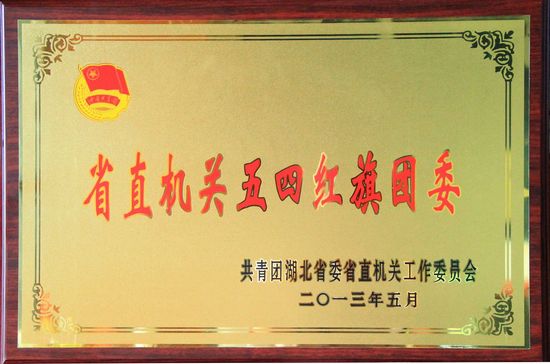 省直机关五四红旗团委
共青团湖北省委省直机关工作委员会
二〇一三年五月